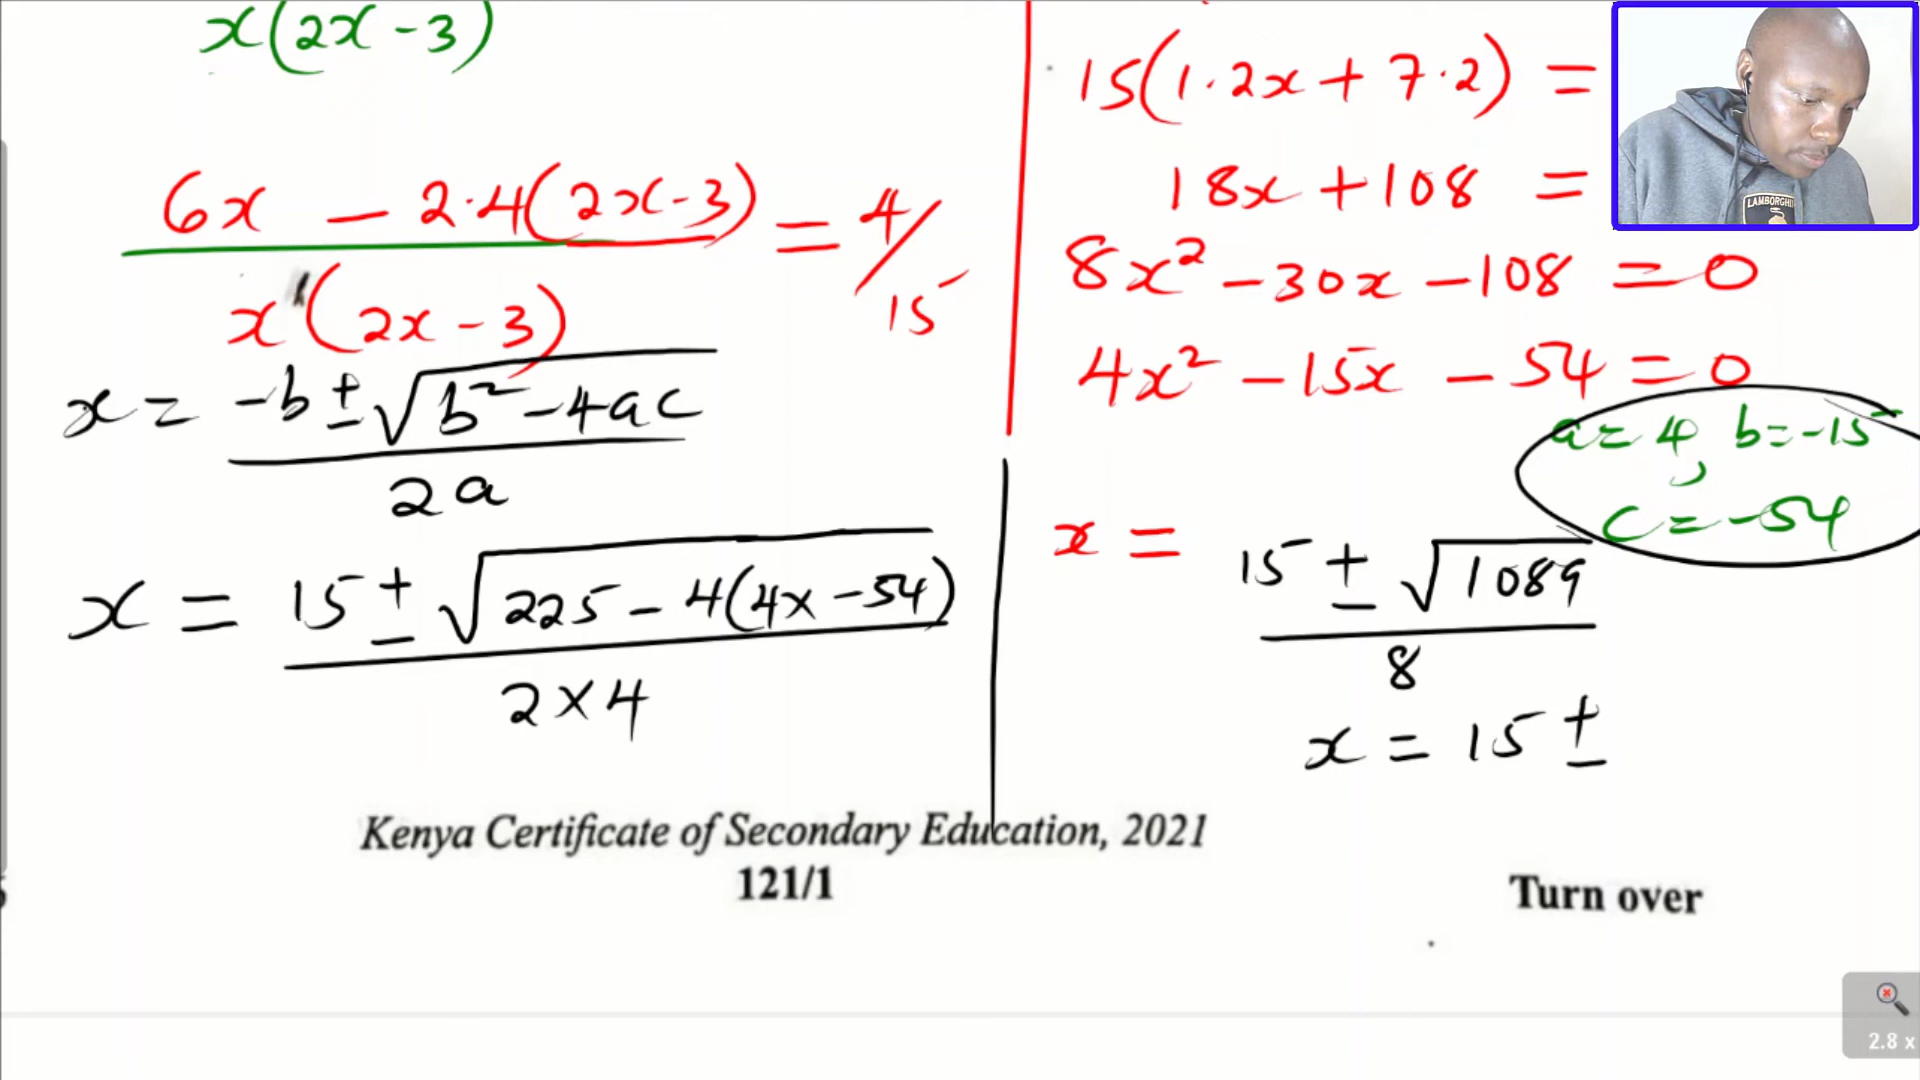 x(2x - 3)
6x - 2.4(2x-3) = 4/15
x(2x - 3)
x = -b ± √b² - 4ac
2a
x = 15 ± √225 - 4(4x -54)
2 × 4
15(1.2x + 7.2) =
18x + 108 =
8x² - 30x - 108 = 0
4x² - 15x - 54 = 0
a = 4, b = -15
c = -54
x = 15 ± √1089
8
x = 15 ±
LAMBORGHI
Kenya Certificate of Secondary Education, 2021
121/1
Turn over
2.8 x